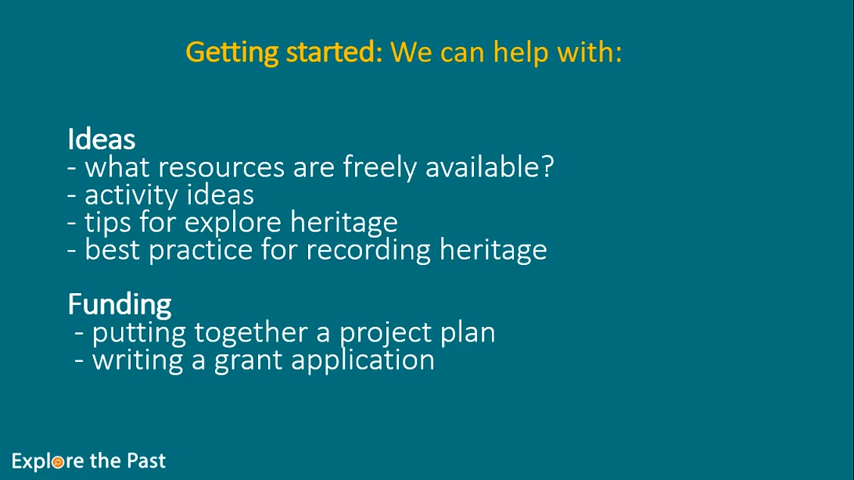 Getting started: We can help with:
Ideas
- what resources are freely available?
- activity ideas
- tips for explore heritage
- best practice for recording heritage
Funding
- putting together a project plan
- writing a grant application
Explore the Past